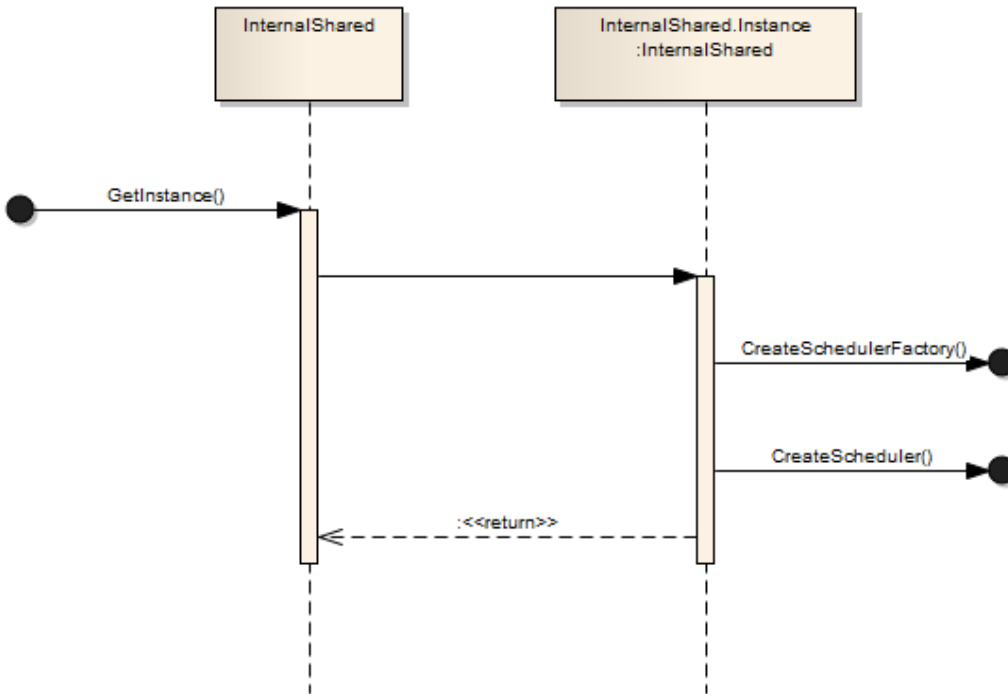 InternalShared
InternalShared.Instance
:InternalShared
GetInstance()
CreateSchedulerFactory()
CreateScheduler()
:<<return>>